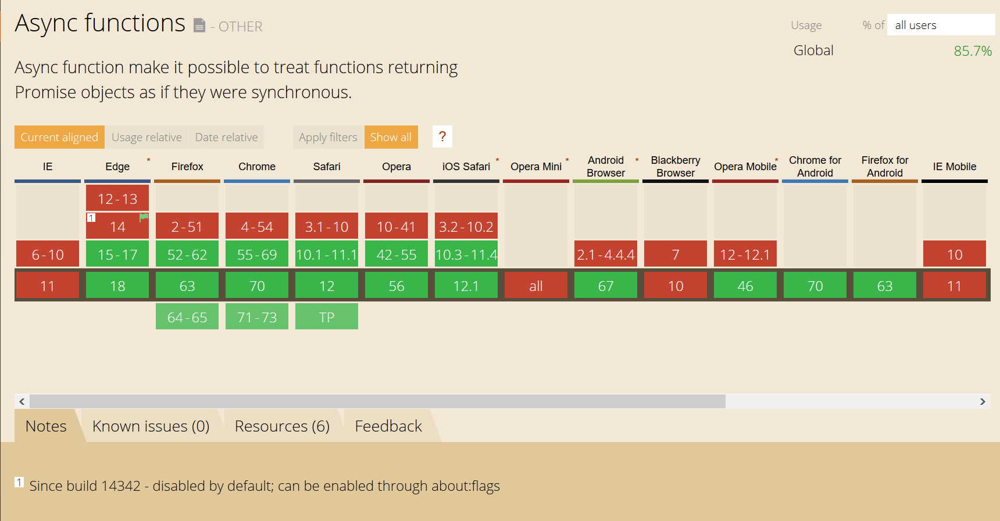 Async functions - OTHER
Usage % of all users
Global 85.7%
Async function make it possible to treat functions returning
Promise objects as if they were synchronous.
Current aligned Usage relative Date relative Apply filters Show all ?
IE Edge * Firefox Chrome Safari Opera iOS Safari * Opera Mini * Android Browser * Blackberry Browser Opera Mobile * Chrome for Android Firefox for Android IE Mobile
12-13
1 14 2-51 4-54 3.1-10 10-41 3.2-10.2
6-10 15-17 52-62 55-69 10.1-11.1 42-55 10.3-11.4 2.1-4.4.4 7 12-12.1 10
11 18 63 70 12 56 12.1 all 67 10 46 70 63 11
64-65 71-73 TP
Notes Known issues (0) Resources (6) Feedback
1 Since build 14342 - disabled by default; can be enabled through about:flags